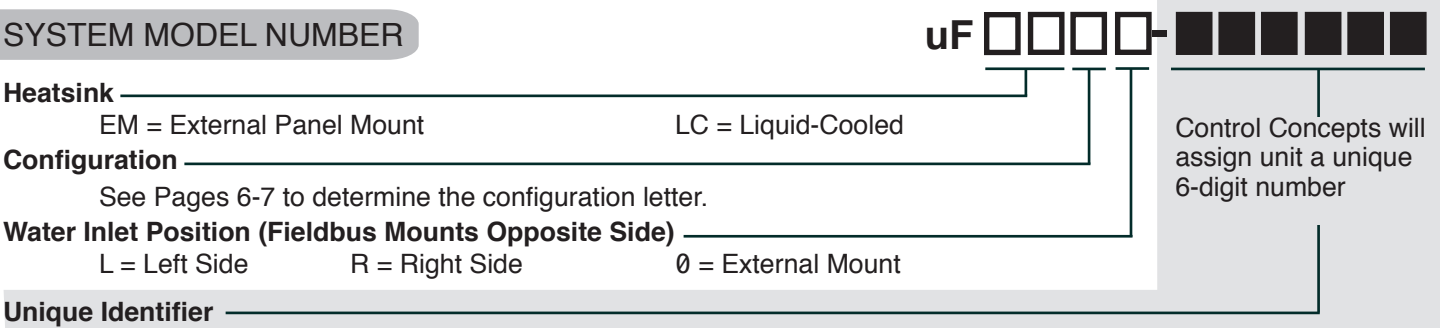 SYSTEM MODEL NUMBER
uF -
Heatsink
EM = External Panel Mount LC = Liquid-Cooled
Configuration
See Pages 6-7 to determine the configuration letter.
Water Inlet Position (Fieldbus Mounts Opposite Side)
L = Left Side R = Right Side 0 = External Mount
Unique Identifier
Control Concepts will
assign unit a unique
6-digit number